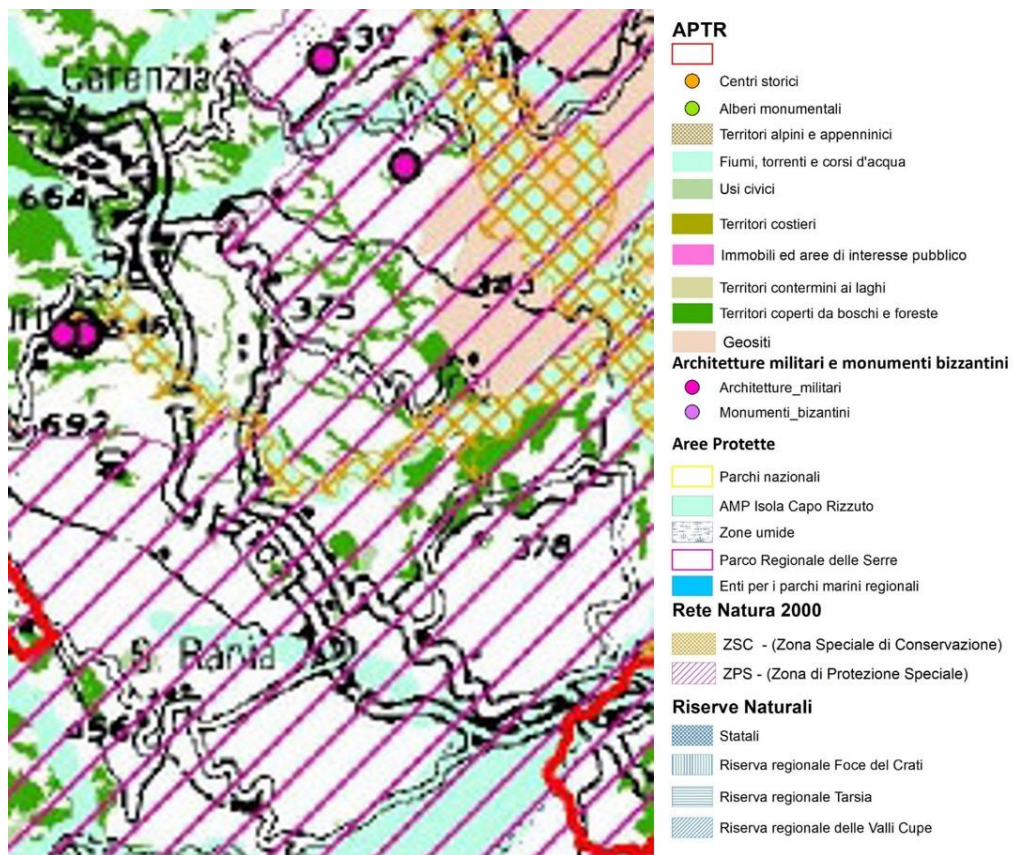 539
Cerenzia
664
375
692
378
S. Rania
APTR
Centri storici
Alberi monumentali
Territori alpini e appenninici
Fiumi, torrenti e corsi d'acqua
Usi civici
Territori costieri
Immobili ed aree di interesse pubblico
Territori contermini ai laghi
Territori coperti da boschi e foreste
Geositi
Architetture militari e monumenti bizzantini
Architetture_militari
Monumenti_bizantini
Aree Protette
Parchi nazionali
AMP Isola Capo Rizzuto
Zone umide
Parco Regionale delle Serre
Enti per i parchi marini regionali
Rete Natura 2000
ZSC - (Zona Speciale di Conservazione)
ZPS - (Zona di Protezione Speciale)
Riserve Naturali
Statali
Riserva regionale Foce del Crati
Riserva regionale Tarsia
Riserva regionale delle Valli Cupe